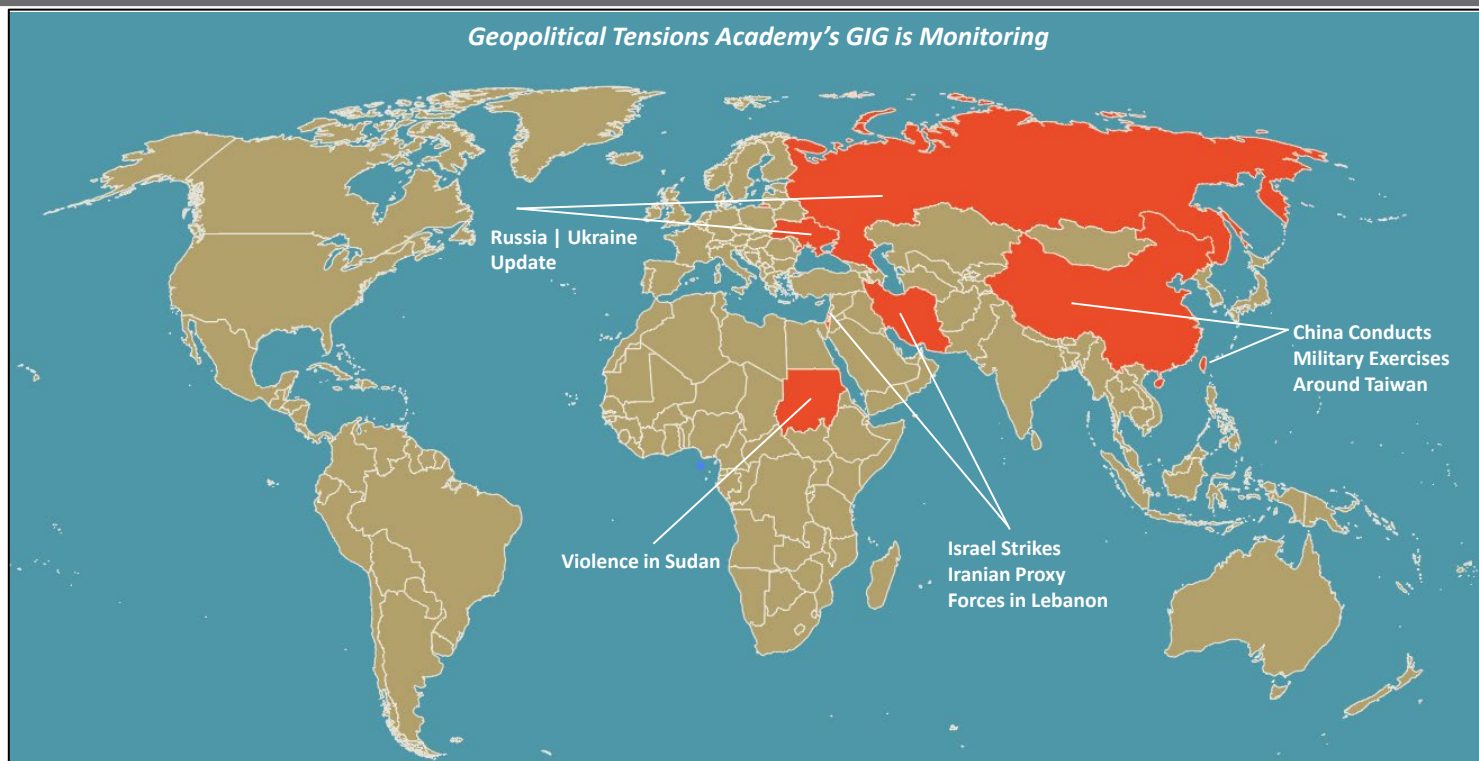 Geopolitical Tensions Academy's GIG is Monitoring
Russia | Ukraine
Update
China Conducts
Military Exercises
Around Taiwan
Violence in Sudan
Israel Strikes
Iranian Proxy
Forces in Lebanon